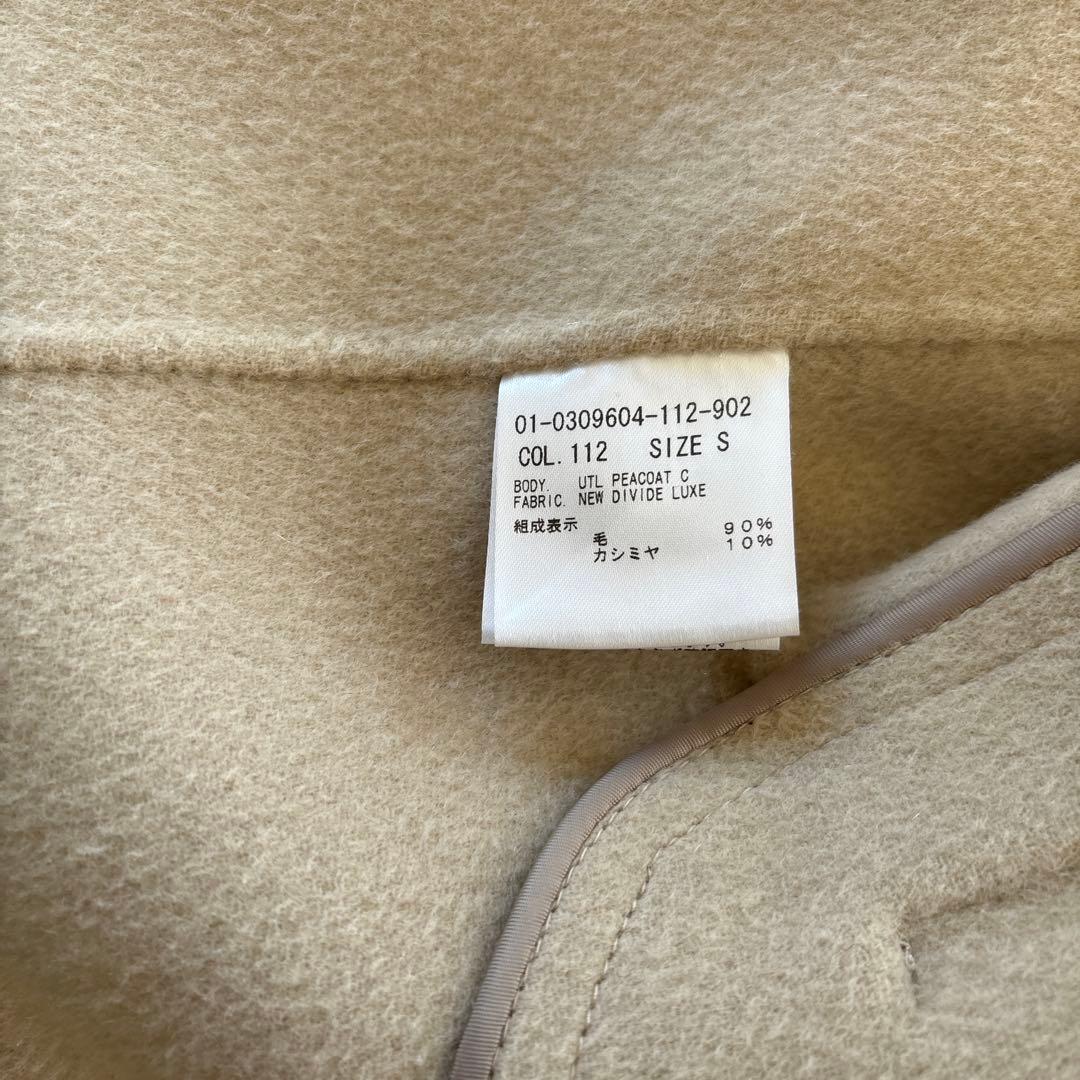 01-0309604-112-902
COL. 112 SIZE S
BODY. UTL PEACOAT C
FABRIC. NEW DIVIDE LUXE
組成表示
毛 90%
カシミヤ 10%